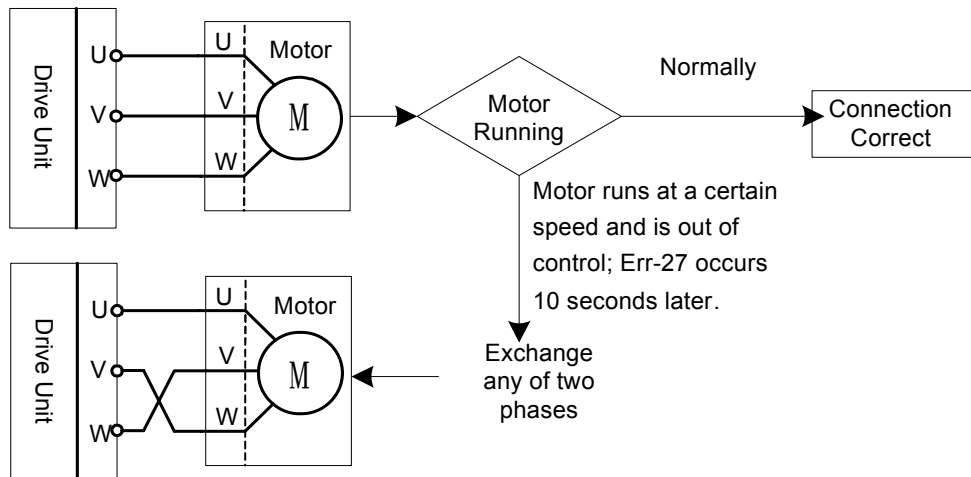 Drive Unit
U
V
W
U
V
W
Motor
M
Motor
Running
Normally
Connection
Correct
Motor runs at a certain
speed and is out of
control; Err-27 occurs
10 seconds later.
Exchange
any of two
phases
Drive Unit
U
V
W
U
V
W
Motor
M